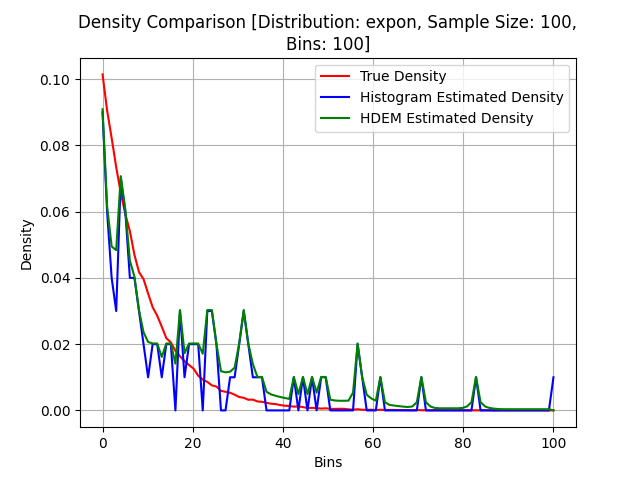 Density Comparison [Distribution: expon, Sample Size: 100,
Bins: 100]
True Density
Histogram Estimated Density
HDEM Estimated Density
Density
0.10
0.08
0.06
0.04
0.02
0.00
0 20 40 60 80 100
Bins